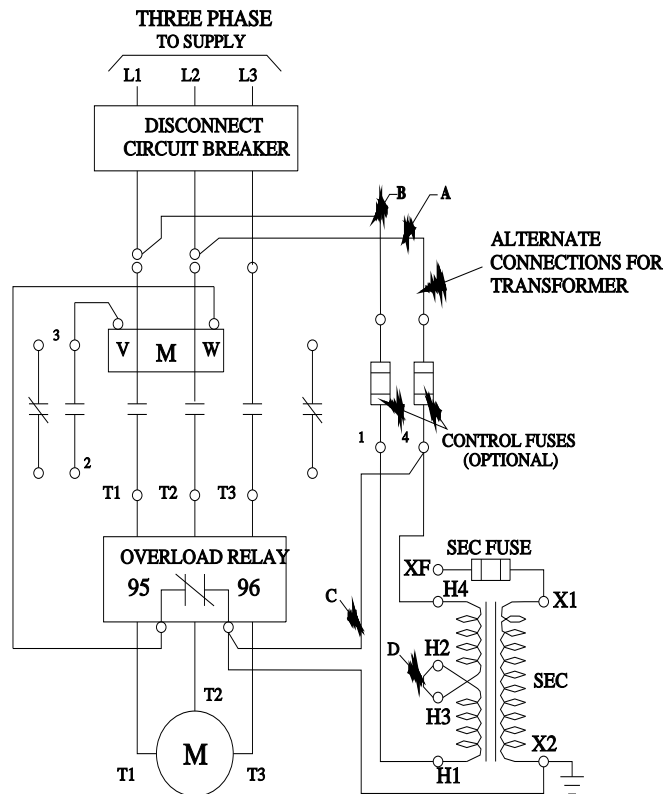 THREE PHASE
TO SUPPLY
L1 L2 L3
DISCONNECT
CIRCUIT BREAKER
B A
ALTERNATE
CONNECTIONS FOR
TRANSFORMER
3
V M W
2
1 4
CONTROL FUSES
(OPTIONAL)
T1 T2 T3
OVERLOAD RELAY
95 96
SEC FUSE
XF
H4 X1
C
D H2
SEC
H3
T2
M
X2
T1 T3
H1